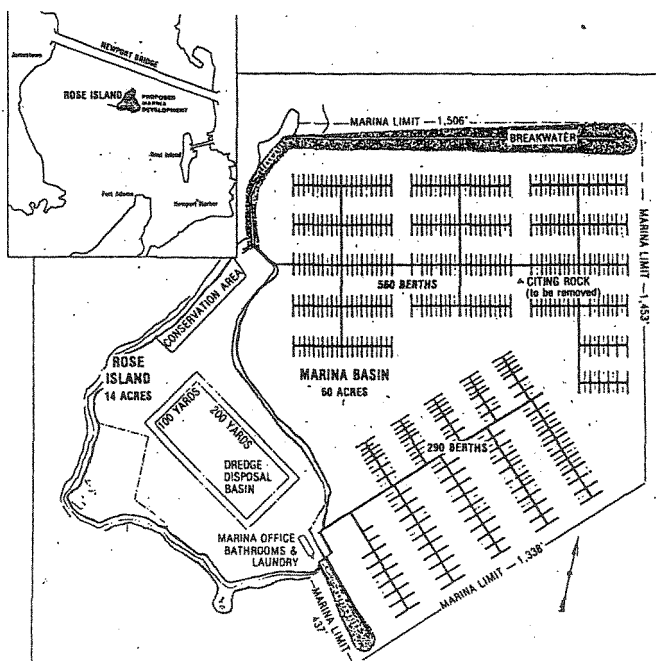 Jamestown
NEWPORT BRIDGE
ROSE ISLAND
PROPOSED
MARINA
DEVELOPMENT
Goat Island
Fort Adams
Newport Harbor
MARINA LIMIT — 1,506'
BREAKWATER
MARINA LIMIT — 1,453'
560 BERTHS
CITING ROCK
(to be removed)
CONSERVATION AREA
ROSE
ISLAND
14 ACRES
MARINA BASIN
60 ACRES
100 YARDS
200 YARDS
DREDGE
DISPOSAL
BASIN
290 BERTHS
MARINA OFFICE
BATHROOMS &
LAUNDRY
MARINA LIMIT
437'
MARINA LIMIT — 1,338'